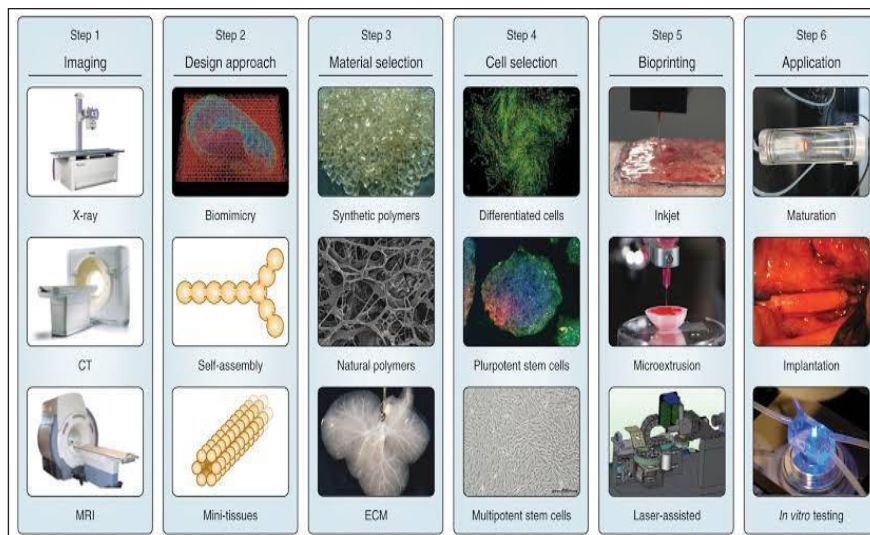 Step 1
Imaging
X-ray
CT
MRI
Step 2
Design approach
Biomimicry
Self-assembly
Mini-tissues
Step 3
Material selection
Synthetic polymers
Natural polymers
ECM
Step 4
Cell selection
Differentiated cells
Plurpotent stem cells
Multipotent stem cells
Step 5
Bioprinting
Inkjet
Microextrusion
Laser-assisted
Step 6
Application
Maturation
Implantation
In vitro testing